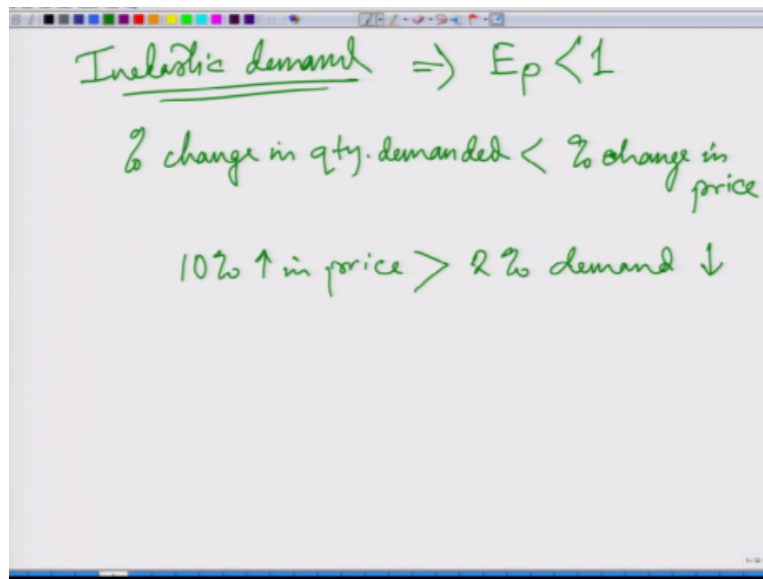 Inelastic demand => Ep < 1
% change in qty. demanded < % change in price
10% ↑ in price > 2% demand ↓